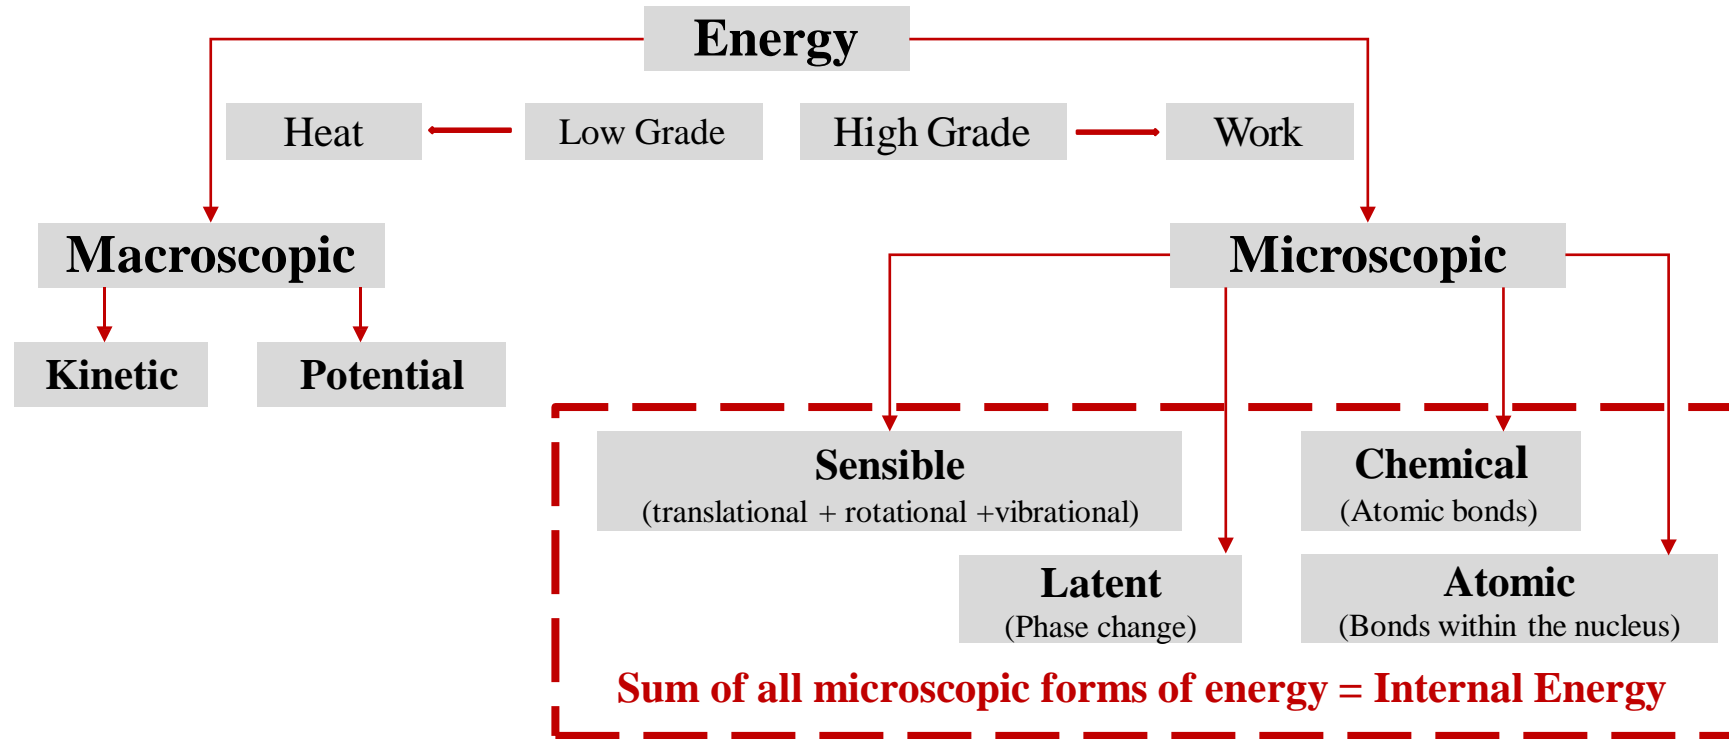 Energy
Heat
Low Grade
High Grade
Work
Macroscopic
Microscopic
Kinetic
Potential
Sensible
(translational + rotational +vibrational)
Chemical
(Atomic bonds)
Latent
(Phase change)
Atomic
(Bonds within the nucleus)
Sum of all microscopic forms of energy = Internal Energy